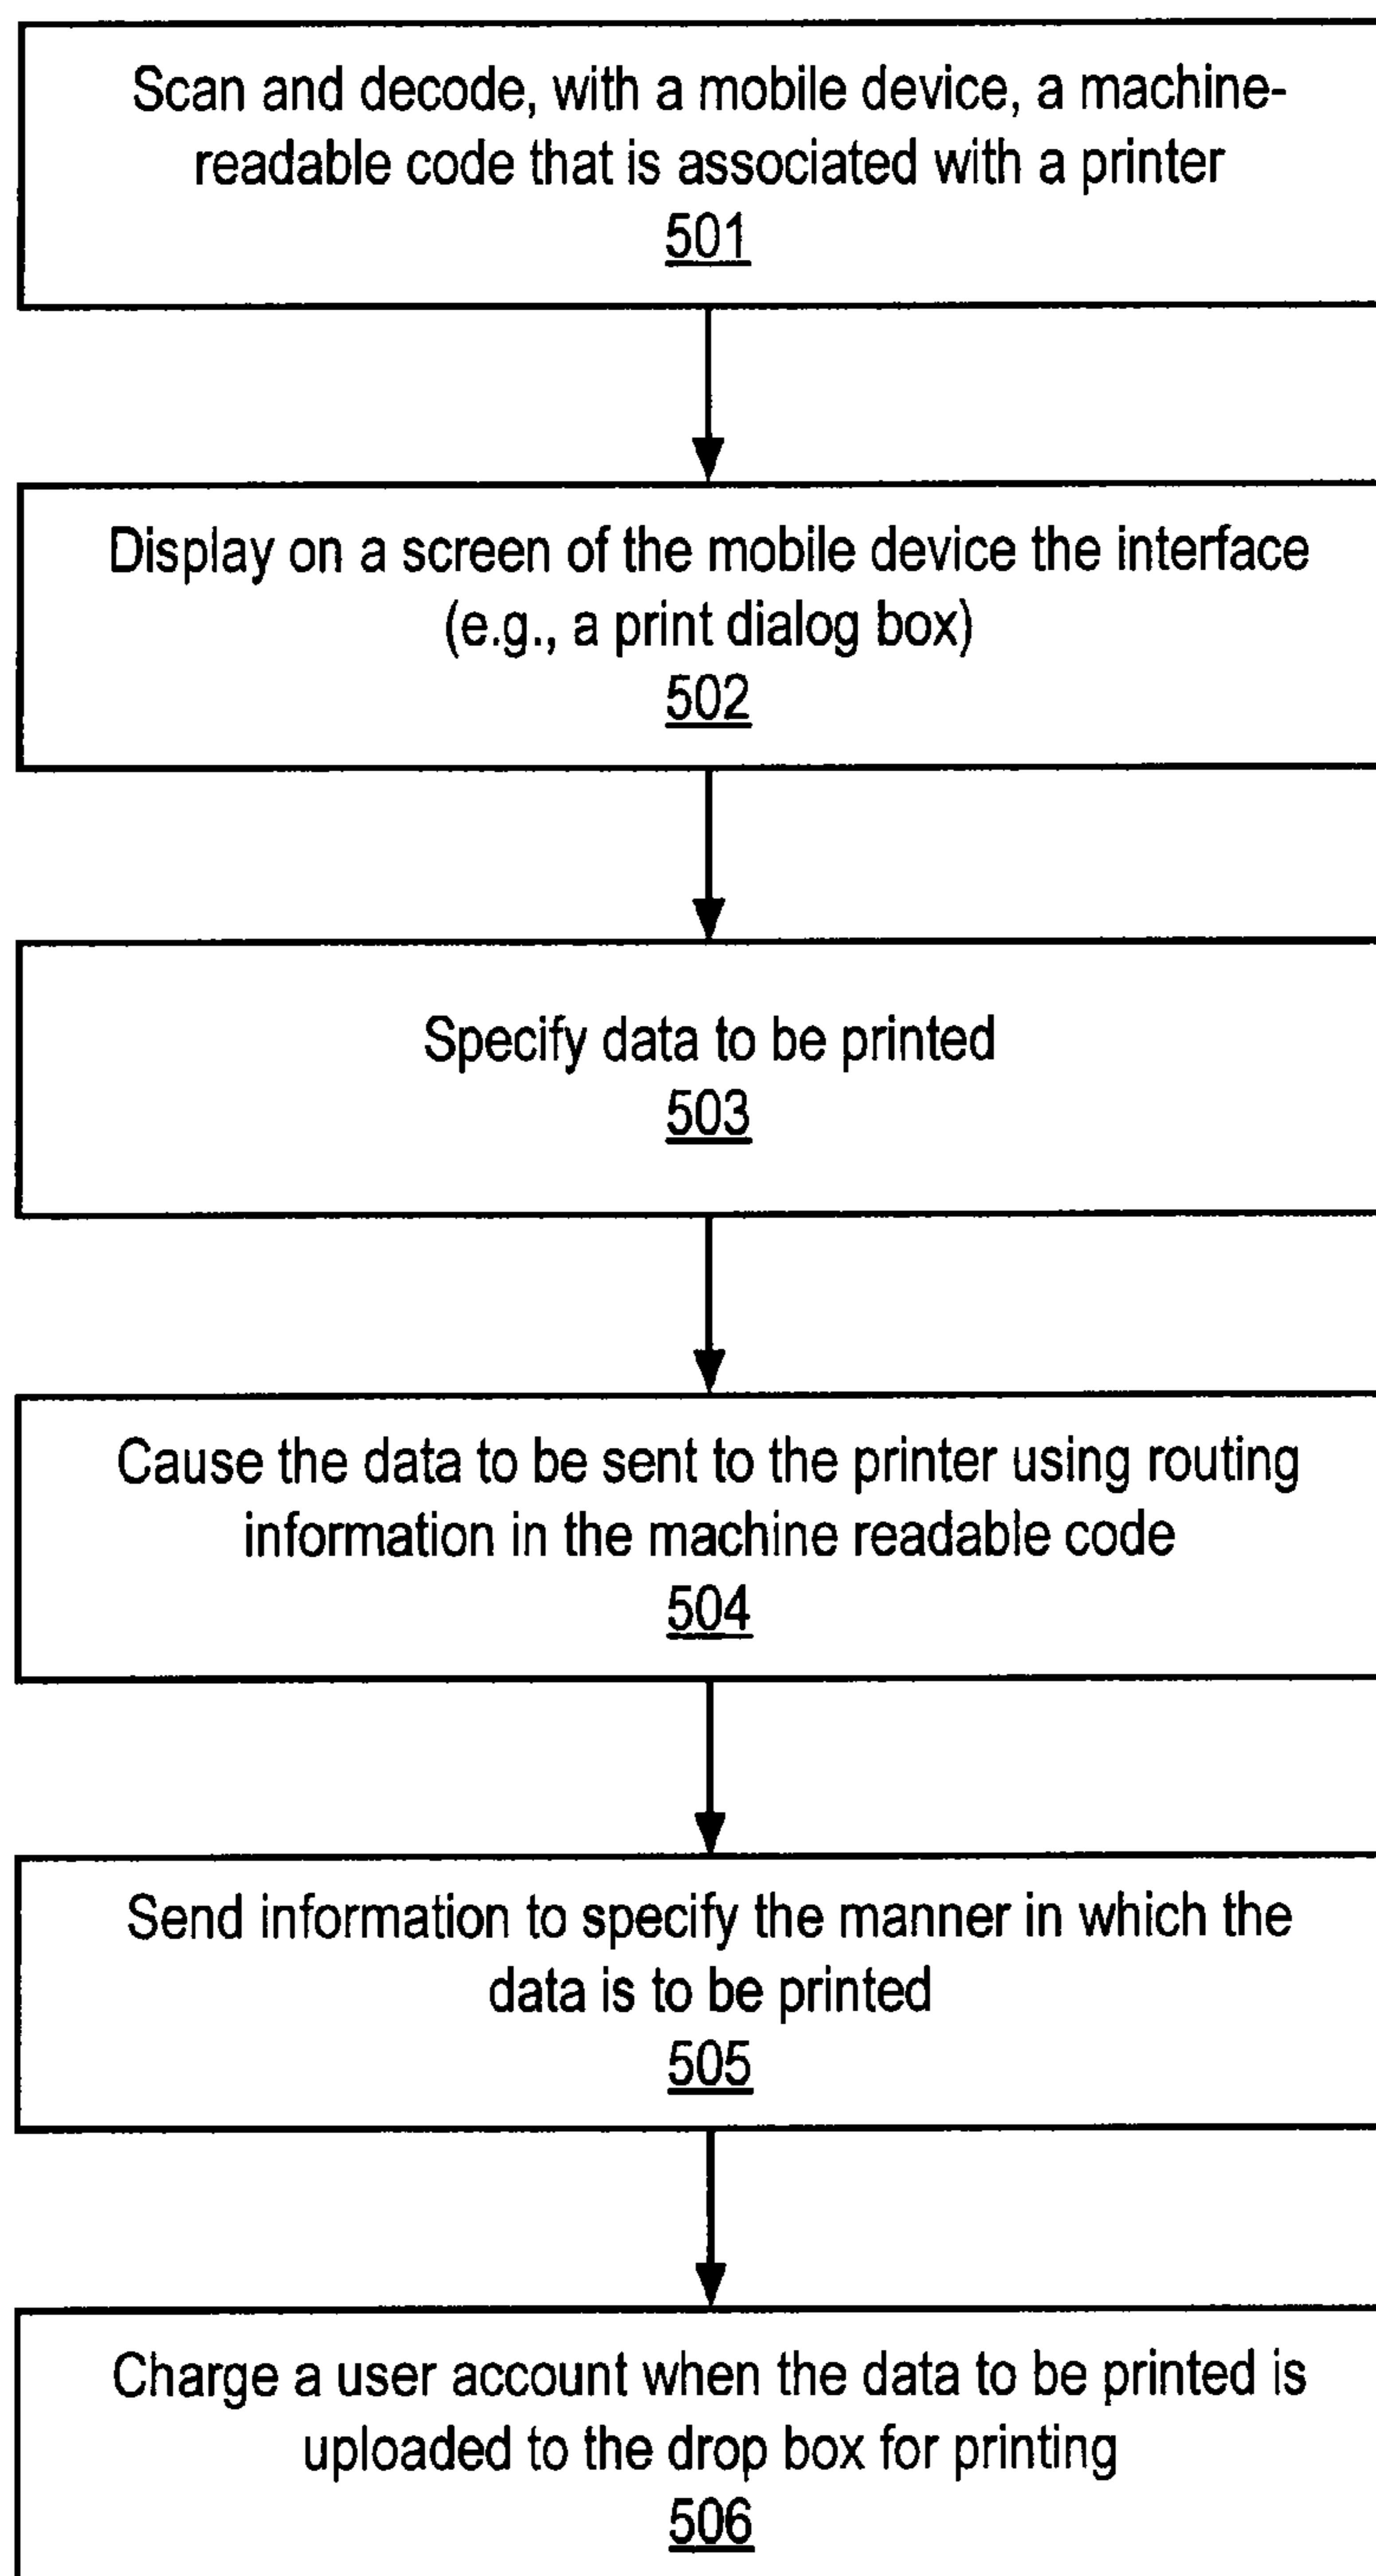 Scan and decode, with a mobile device, a machine-
readable code that is associated with a printer
501
Display on a screen of the mobile device the interface
(e.g., a print dialog box)
502
Specify data to be printed
503
Cause the data to be sent to the printer using routing
information in the machine readable code
504
Send information to specify the manner in which the
data is to be printed
505
Charge a user account when the data to be printed is
uploaded to the drop box for printing
506